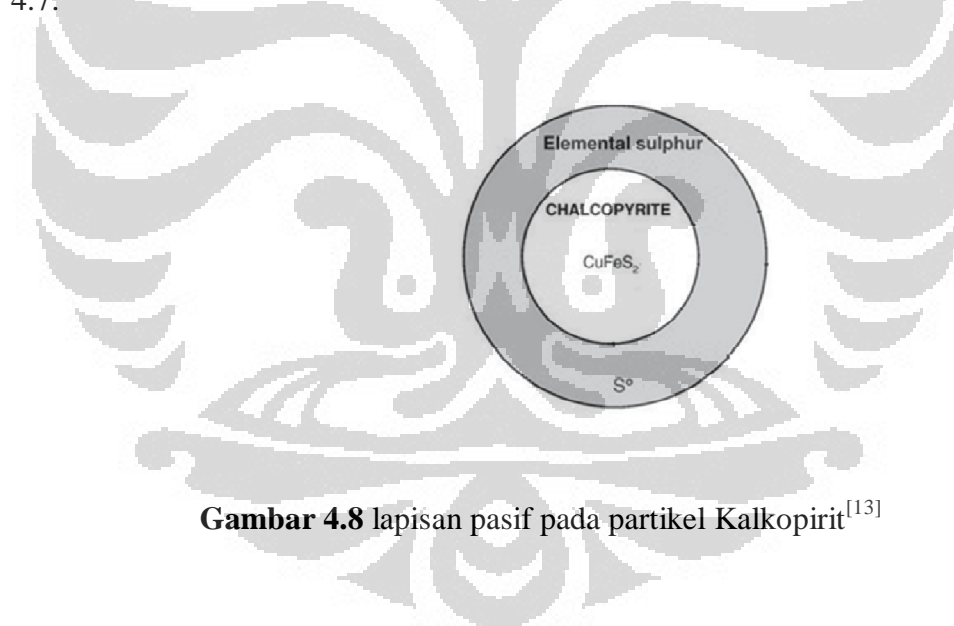 4.7.
Elemental sulphur
CHALCOPYRITE
CuFeS₂
S°
Gambar 4.8 lapisan pasif pada partikel Kalkopirit[13]